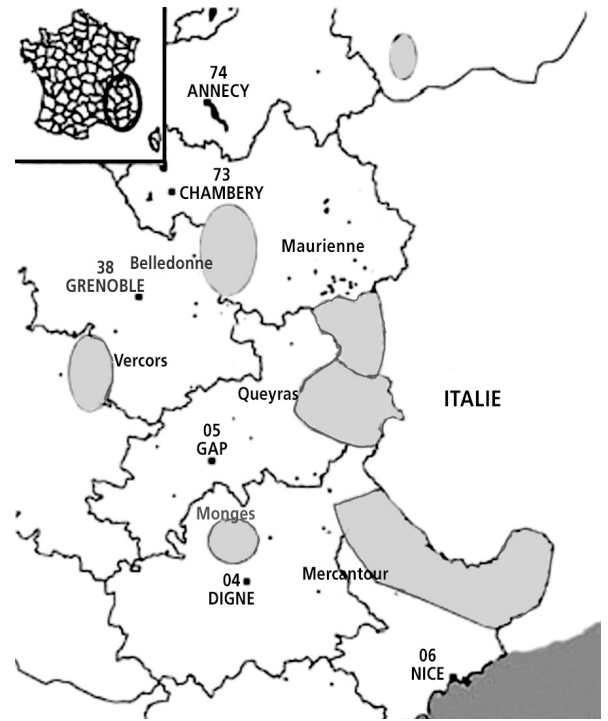 74
ANNECY
73
CHAMBERY
Maurienne
Belledonne
38
GRENOBLE
Vercors
Queyras
ITALIE
05
GAP
Monges
Mercantour
04
DIGNE
06
NICE